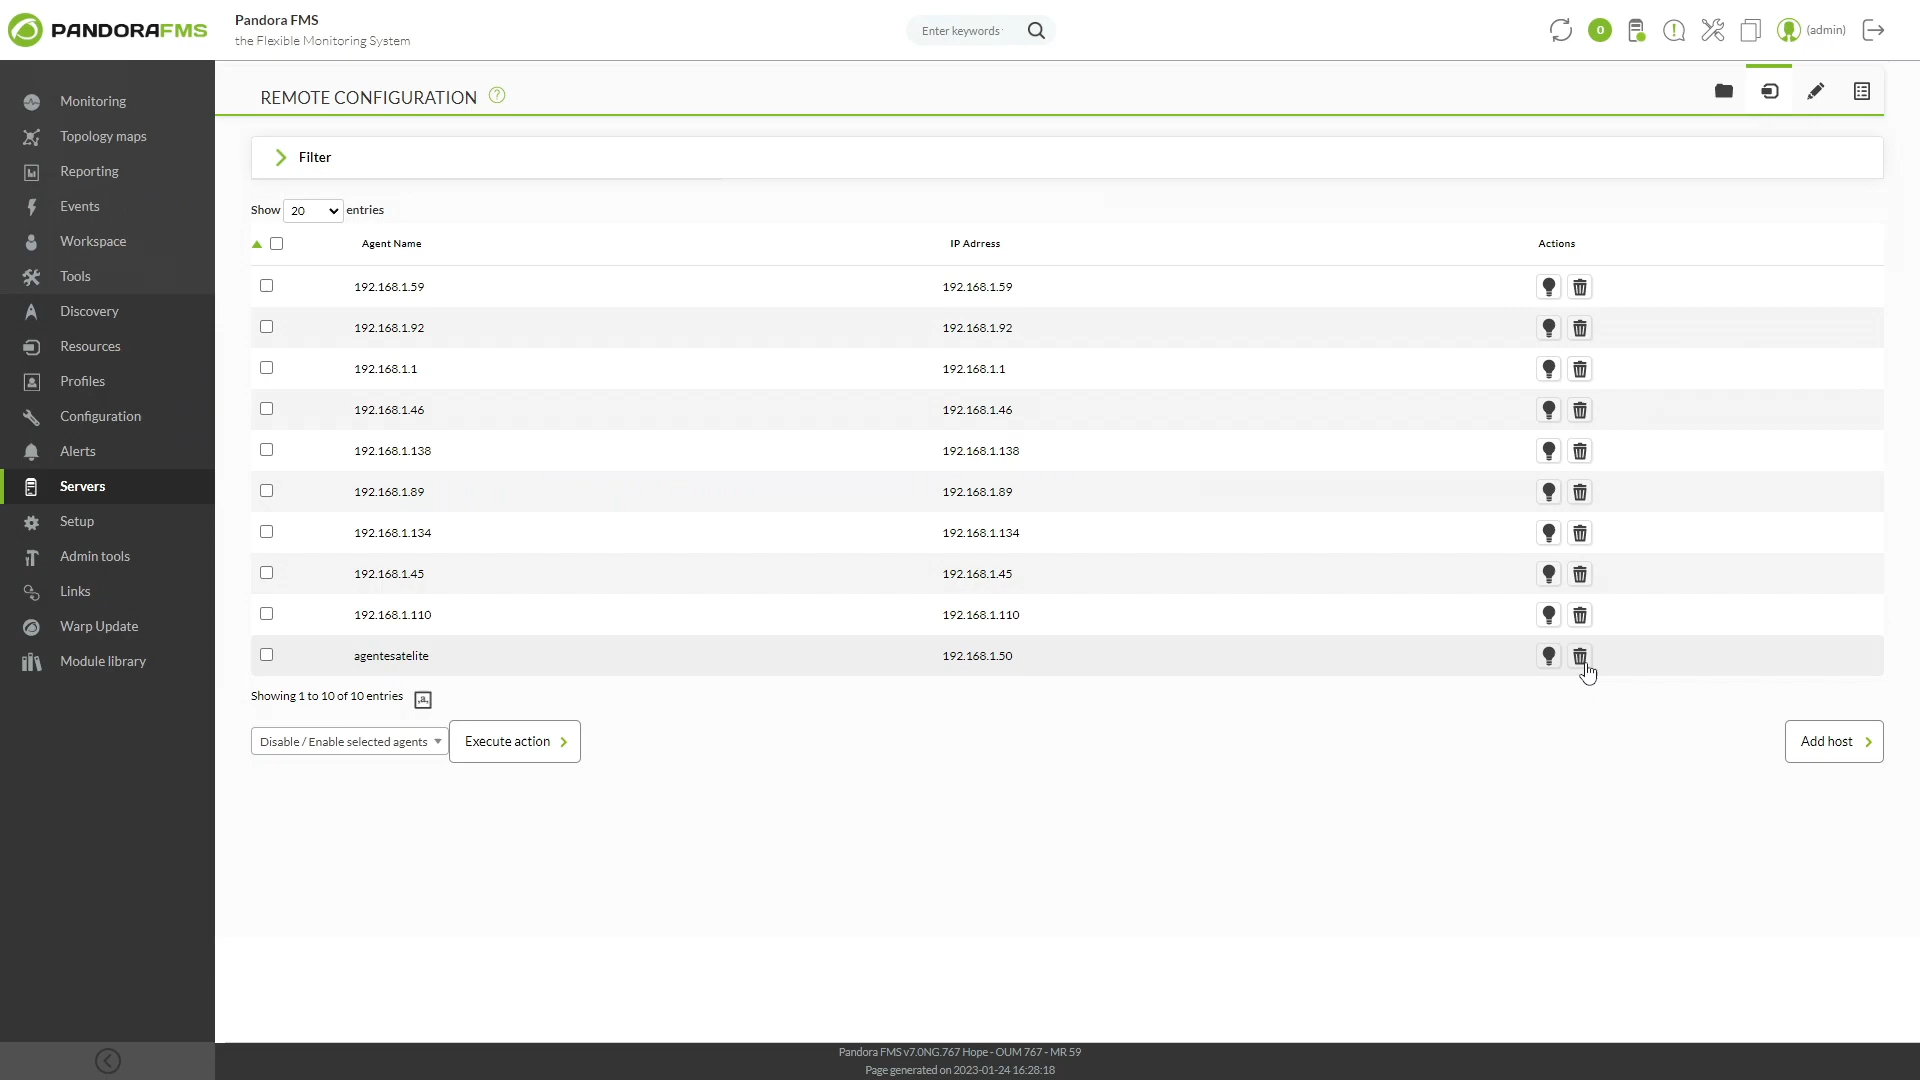 PANDORAFMS
Pandora FMS
the Flexible Monitoring System
Enter keywords
0
(admin)
Monitoring
Topology maps
Reporting
Events
Workspace
Tools
Discovery
Resources
Profiles
Configuration
Alerts
Servers
Setup
Admin tools
Links
Warp Update
Module library
REMOTE CONFIGURATION ?
Filter
Show 20 entries
Agent Name IP Adrress Actions
192.168.1.59 192.168.1.59
192.168.1.92 192.168.1.92
192.168.1.1 192.168.1.1
192.168.1.46 192.168.1.46
192.168.1.138 192.168.1.138
192.168.1.89 192.168.1.89
192.168.1.134 192.168.1.134
192.168.1.45 192.168.1.45
192.168.1.110 192.168.1.110
agentesatelite 192.168.1.50
Showing 1 to 10 of 10 entries
Disable / Enable selected agents Execute action Add host
Pandora FMS v7.0NG.767 Hope - OUM 767 - MR 59
Page generated on 2023-01-24 16:28:18